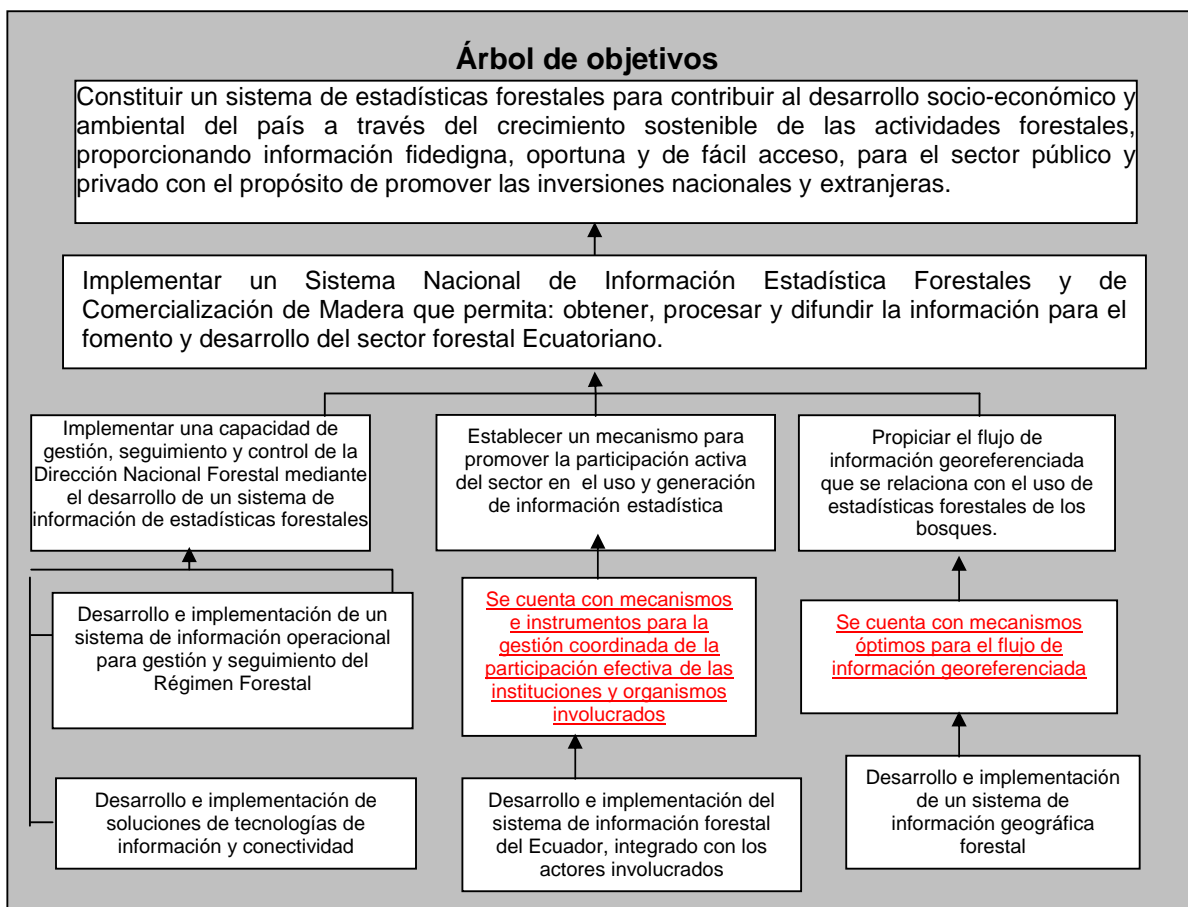 Árbol de objetivos
Constituir un sistema de estadísticas forestales para contribuir al desarrollo socio-económico y
ambiental del país a través del crecimiento sostenible de las actividades forestales,
proporcionando información fidedigna, oportuna y de fácil acceso, para el sector público y
privado con el propósito de promover las inversiones nacionales y extranjeras.
Implementar un Sistema Nacional de Información Estadística Forestales y de
Comercialización de Madera que permita: obtener, procesar y difundir la información para el
fomento y desarrollo del sector forestal Ecuatoriano.
Implementar una capacidad de
gestión, seguimiento y control de la
Dirección Nacional Forestal mediante
el desarrollo de un sistema de
información de estadísticas forestales
Establecer un mecanismo para
promover la participación activa
del sector en el uso y generación
de información estadística
Propiciar el flujo de
información georeferenciada
que se relaciona con el uso de
estadísticas forestales de los
bosques.
Desarrollo e implementación de un
sistema de información operacional
para gestión y seguimiento del
Régimen Forestal
Se cuenta con mecanismos
e instrumentos para la
gestión coordinada de la
participación efectiva de las
instituciones y organismos
involucrados
Se cuenta con mecanismos
óptimos para el flujo de
información georeferenciada
Desarrollo e implementación de
soluciones de tecnologías de
información y conectividad
Desarrollo e implementación del
sistema de información forestal
del Ecuador, integrado con los
actores involucrados
Desarrollo e implementación
de un sistema de
información geográfica
forestal